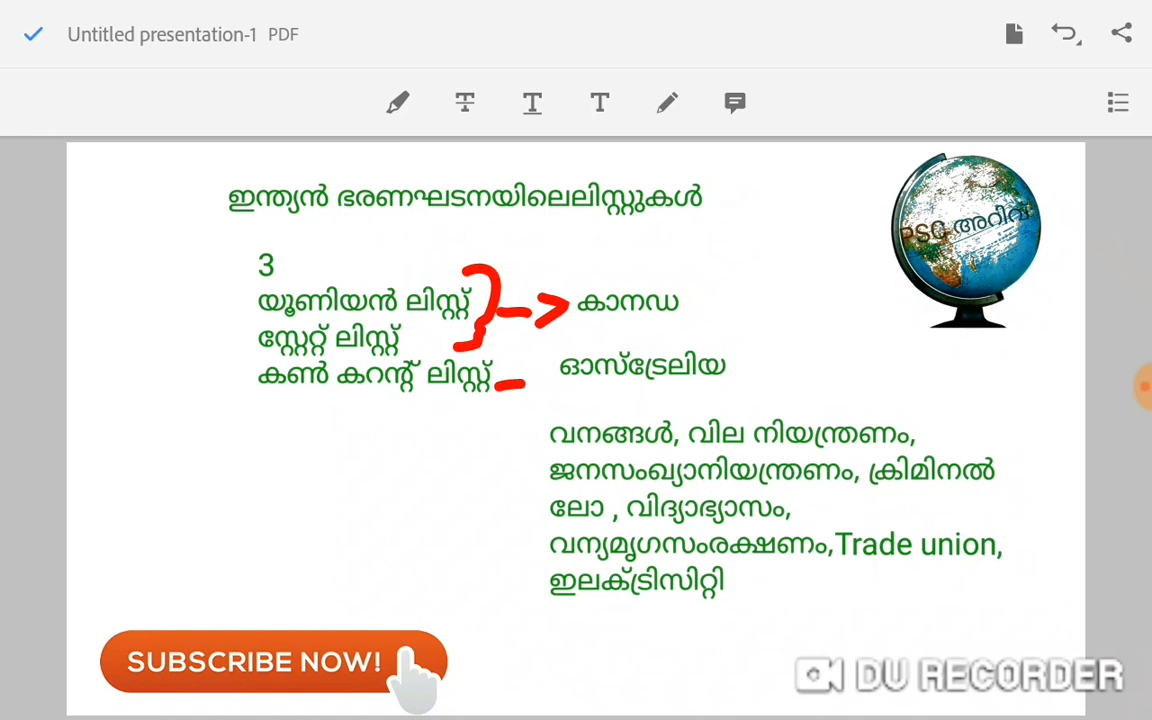 Untitled presentation-1 PDF
ഇന്ത്യൻ ഭരണഘടനയിലെലിസ്റ്റുകൾ
PSC അറിവ്
3
യൂണിയൻ ലിസ്റ്റ്
കാനഡ
സ്റ്റേറ്റ് ലിസ്റ്റ്
കൺ കറന്റ് ലിസ്റ്റ്
ഓസ്ട്രേലിയ
വനങ്ങൾ, വില നിയന്ത്രണം,
ജനസംഖ്യാനിയന്ത്രണം, ക്രിമിനൽ
ലോ , വിദ്യാഭ്യാസം,
വന്യമൃഗസംരക്ഷണം,Trade union,
ഇലക്ട്രിസിറ്റി
SUBSCRIBE NOW!
DU RECORDER